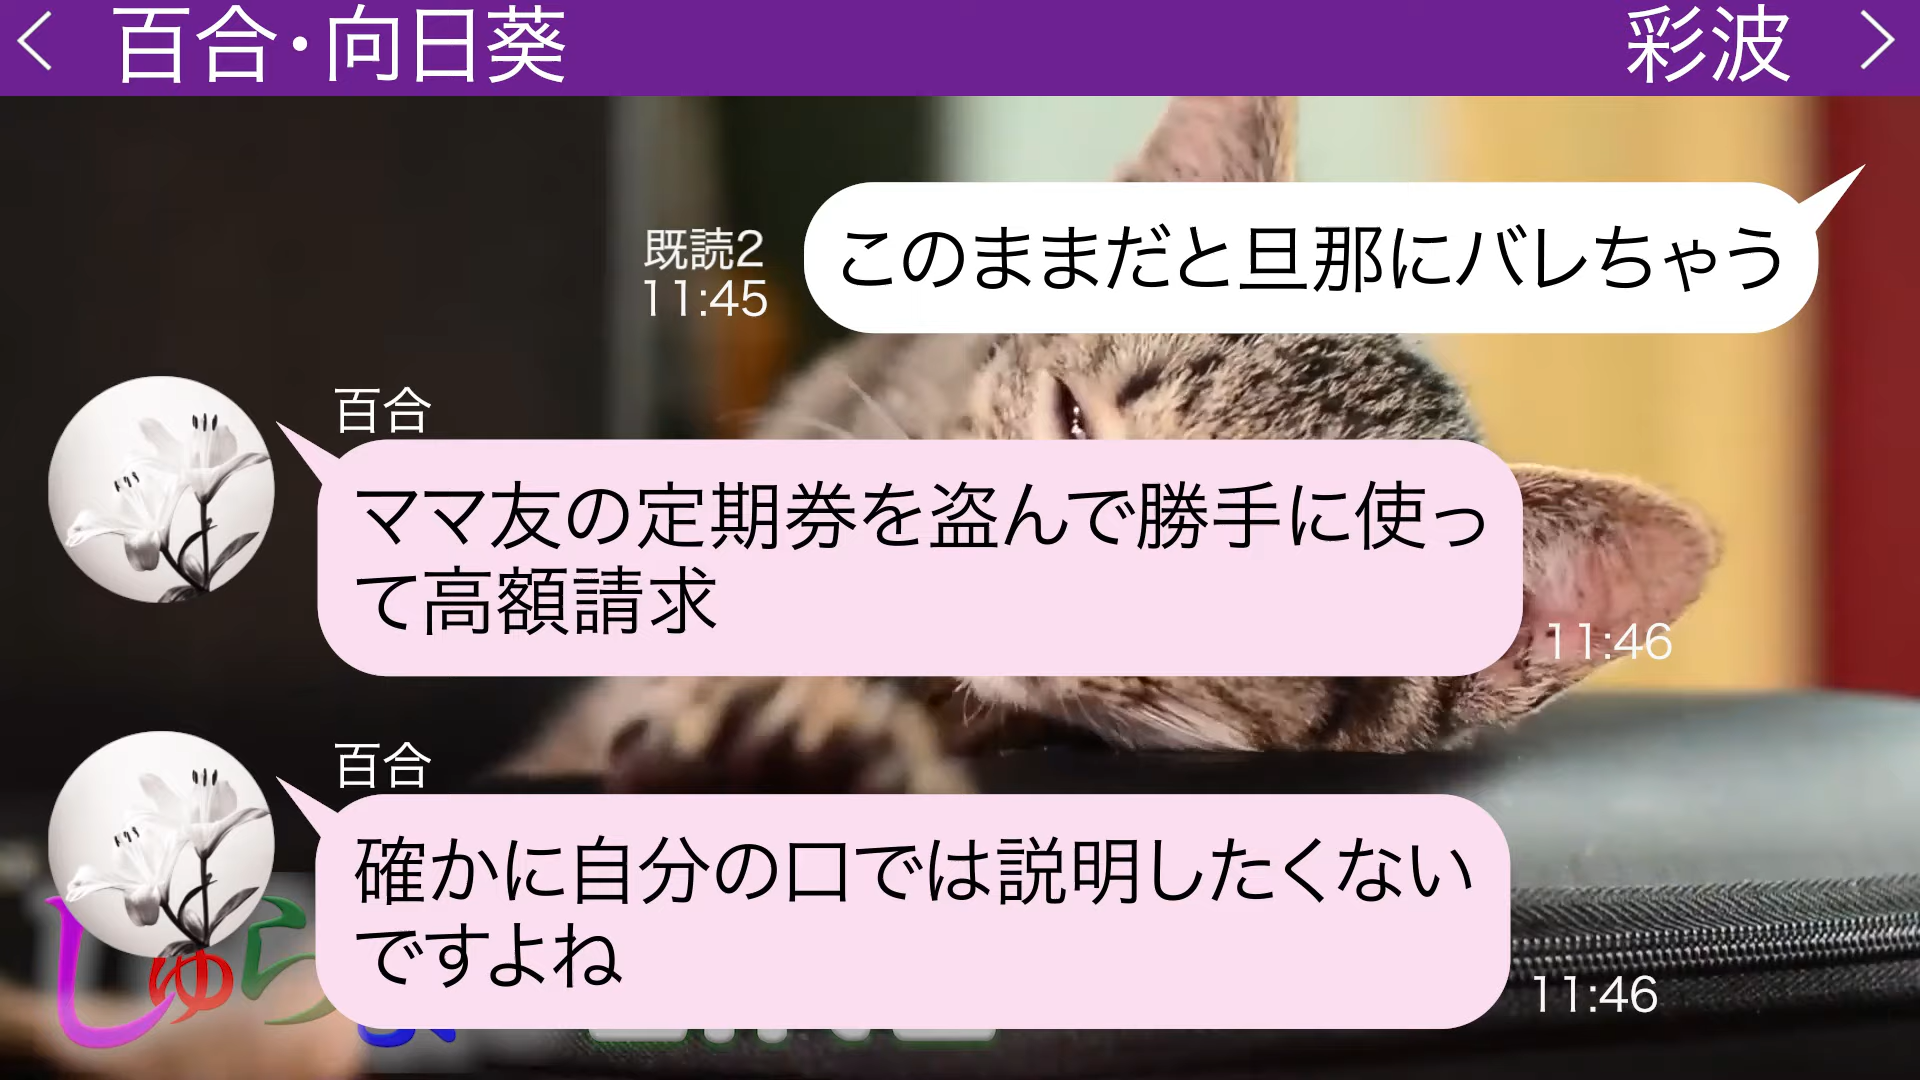 百合・向日葵
彩波
このままだと旦那にバレちゃう
既読2
11:45
百合
ママ友の定期券を盗んで勝手に使っ
て高額請求
11:46
百合
確かに自分の口では説明したくない
ですよね
11:46
しゅら